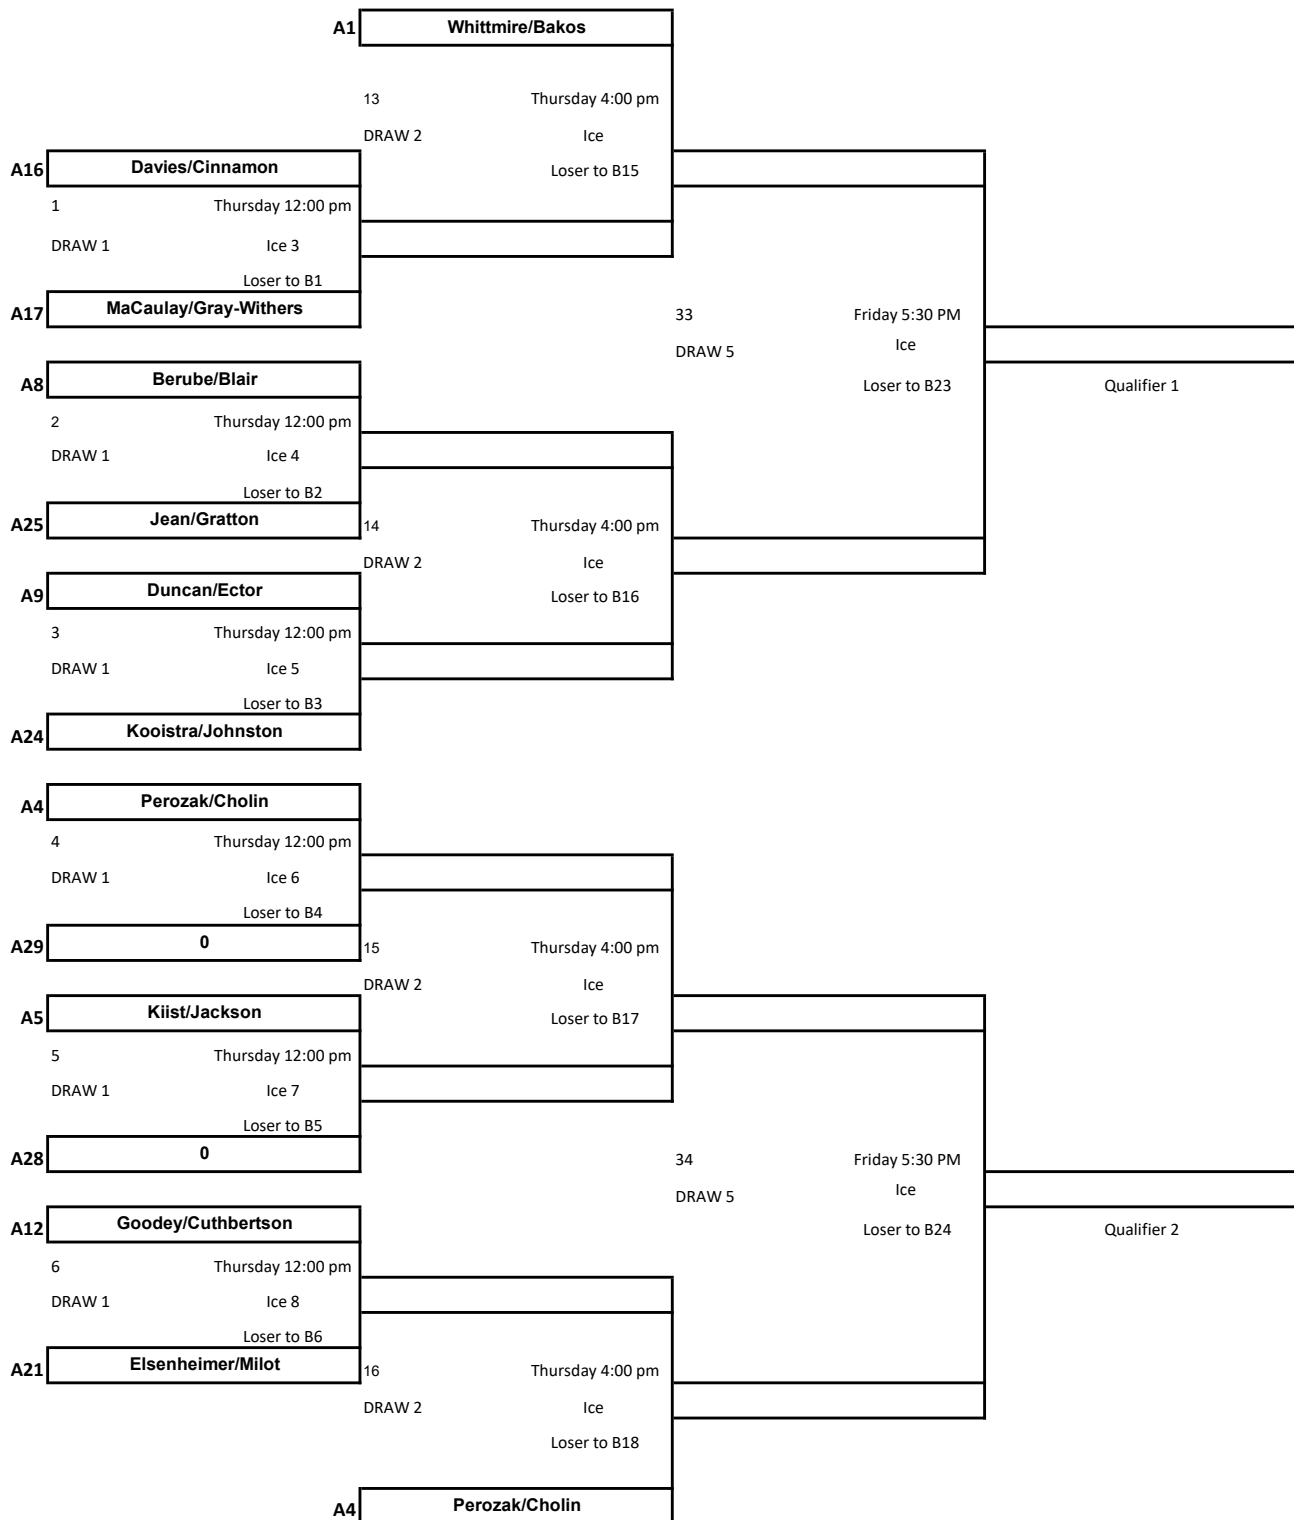 A1 Whittmire/Bakos
13 Thursday 4:00 pm
DRAW 2 Ice
Loser to B15
A16 Davies/Cinnamon
1 Thursday 12:00 pm
DRAW 1 Ice 3
Loser to B1
A17 MaCaulay/Gray-Withers
33 Friday 5:30 PM
DRAW 5 Ice
Loser to B23
Qualifier 1
A8 Berube/Blair
2 Thursday 12:00 pm
DRAW 1 Ice 4
Loser to B2
A25 Jean/Gratton
14 Thursday 4:00 pm
DRAW 2 Ice
Loser to B16
A9 Duncan/Ector
3 Thursday 12:00 pm
DRAW 1 Ice 5
Loser to B3
A24 Kooistra/Johnston
A4 Perozak/Cholin
4 Thursday 12:00 pm
DRAW 1 Ice 6
Loser to B4
A29 0
15 Thursday 4:00 pm
DRAW 2 Ice
Loser to B17
A5 Kiist/Jackson
5 Thursday 12:00 pm
DRAW 1 Ice 7
Loser to B5
A28 0
34 Friday 5:30 PM
DRAW 5 Ice
Loser to B24
Qualifier 2
A12 Goodey/Cuthbertson
6 Thursday 12:00 pm
DRAW 1 Ice 8
Loser to B6
A21 Elsenheimer/Milot
16 Thursday 4:00 pm
DRAW 2 Ice
Loser to B18
A4 Perozak/Cholin